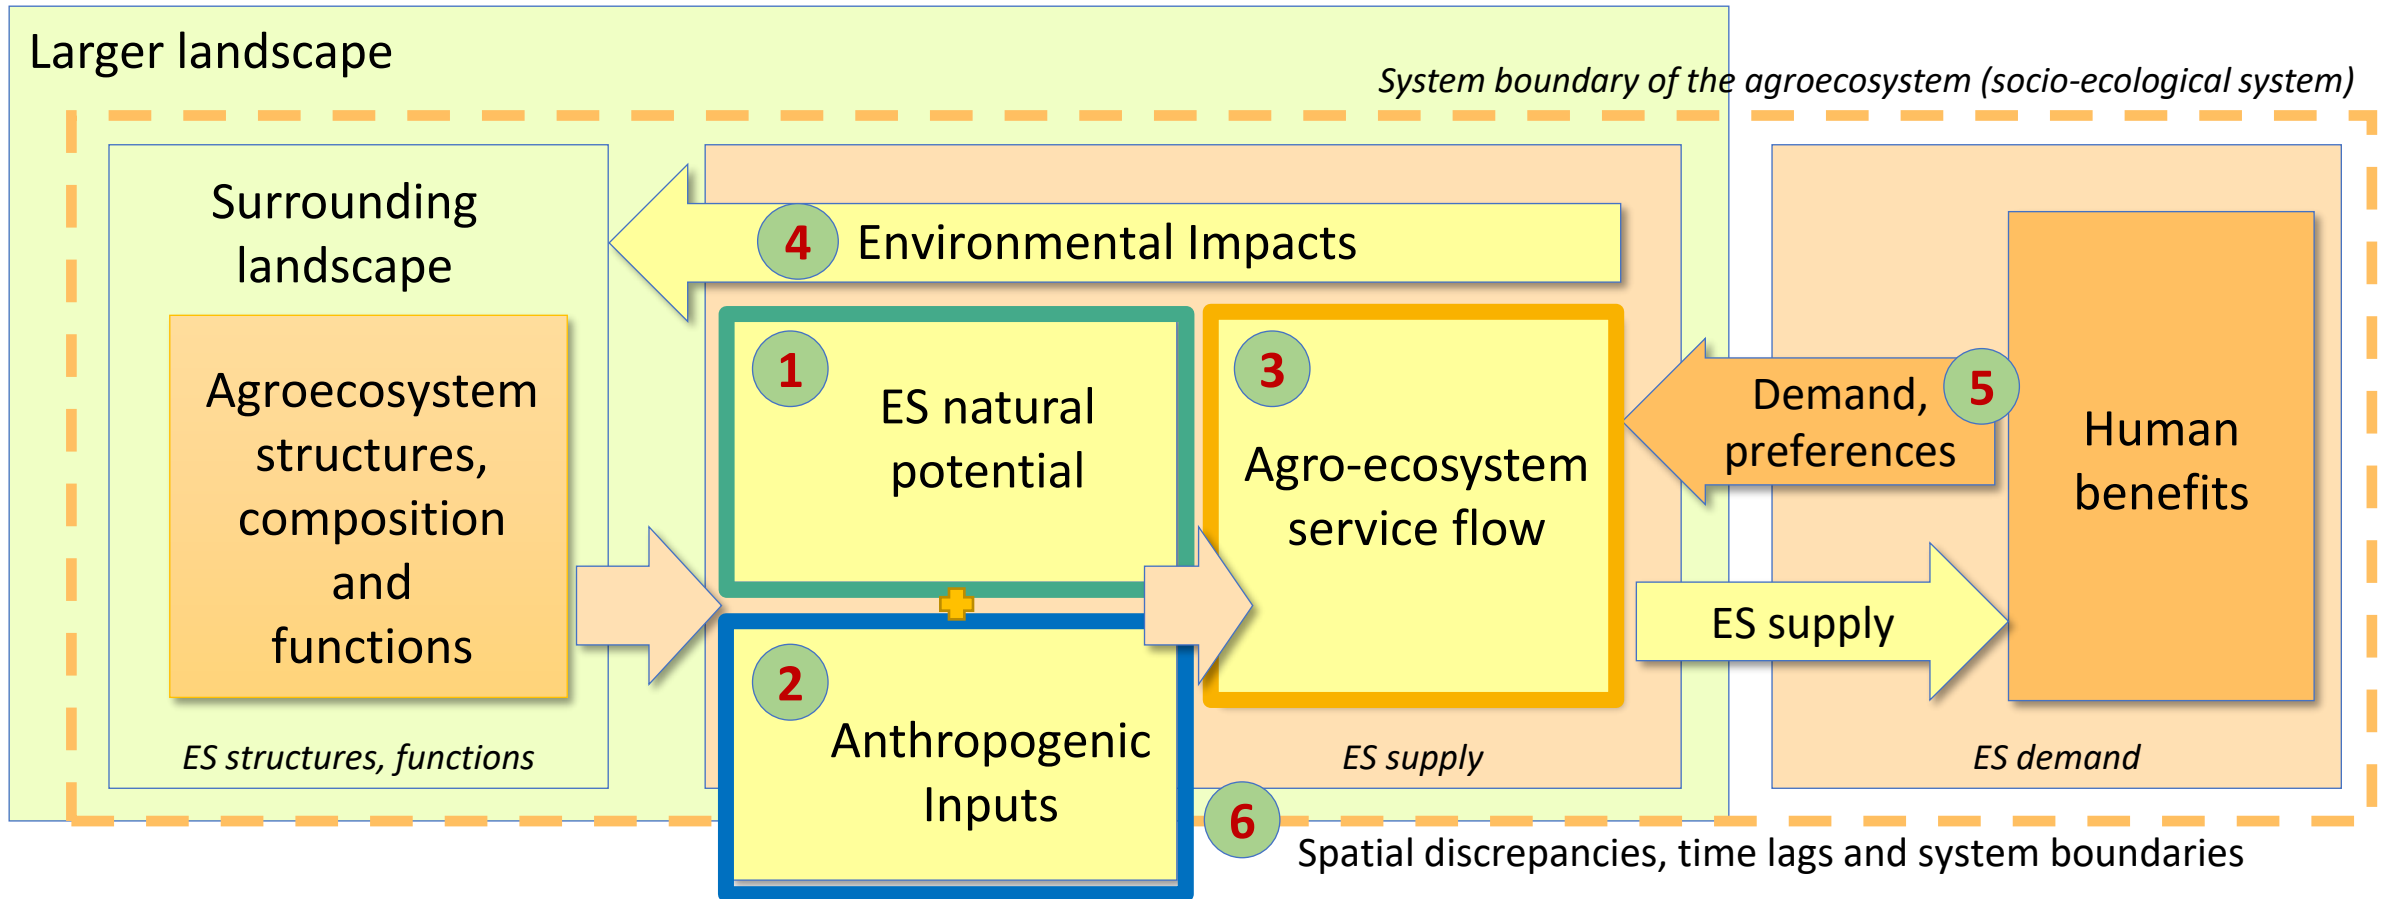 Larger landscape
System boundary of the agroecosystem (socio-ecological system)
Surrounding
landscape
Agroecosystem
structures,
composition
and
functions
ES structures, functions
4 Environmental Impacts
1
ES natural
potential
2
Anthropogenic
Inputs
3
Agro-ecosystem
service flow
ES supply
Demand,
preferences
5
ES supply
Human
benefits
ES demand
6
Spatial discrepancies, time lags and system boundaries